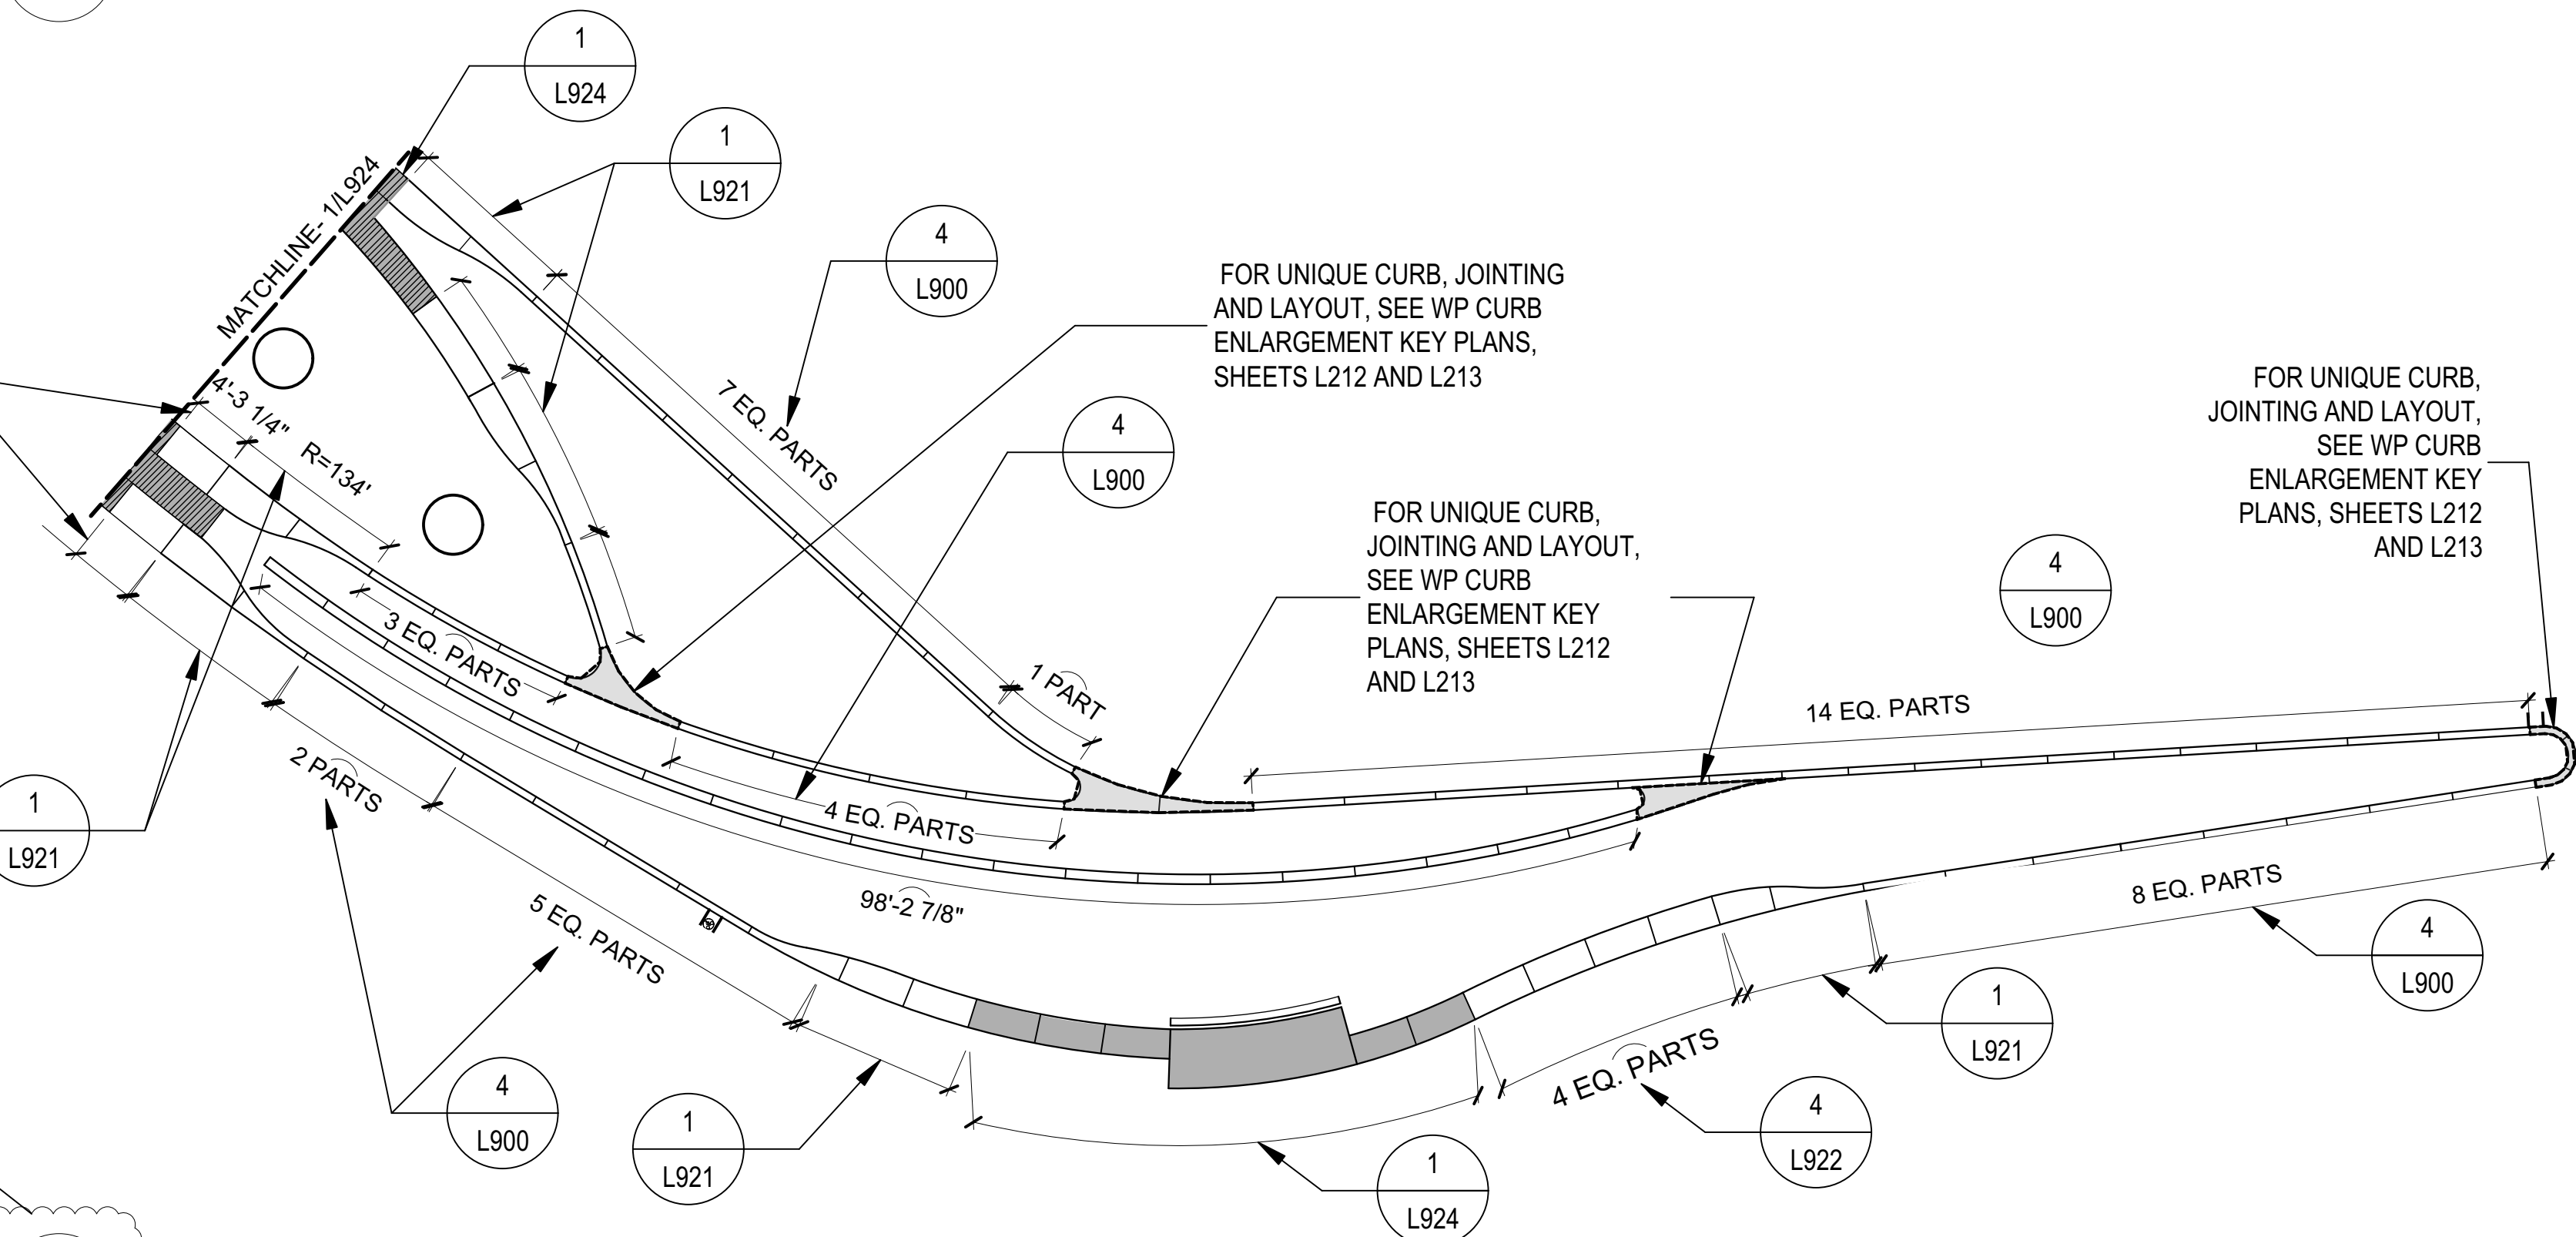 1
L924
1
L921
4
L900
MATCHLINE- 1/L924
FOR UNIQUE CURB, JOINTING
AND LAYOUT, SEE WP CURB
ENLARGEMENT KEY PLANS,
SHEETS L212 AND L213
FOR UNIQUE CURB,
JOINTING AND LAYOUT,
SEE WP CURB
ENLARGEMENT KEY
PLANS, SHEETS L212
AND L213
4'-3 1/4"
R=134'
7 EQ. PARTS
4
L900
FOR UNIQUE CURB,
JOINTING AND LAYOUT,
SEE WP CURB
ENLARGEMENT KEY
PLANS, SHEETS L212
AND L213
4
L900
3 EQ. PARTS
1 PART
14 EQ. PARTS
2 PARTS
4 EQ. PARTS
1
L921
98'-2 7/8"
8 EQ. PARTS
5 EQ. PARTS
4
L900
1
L921
4 EQ. PARTS
4
L900
1
L921
4
L922
1
L924